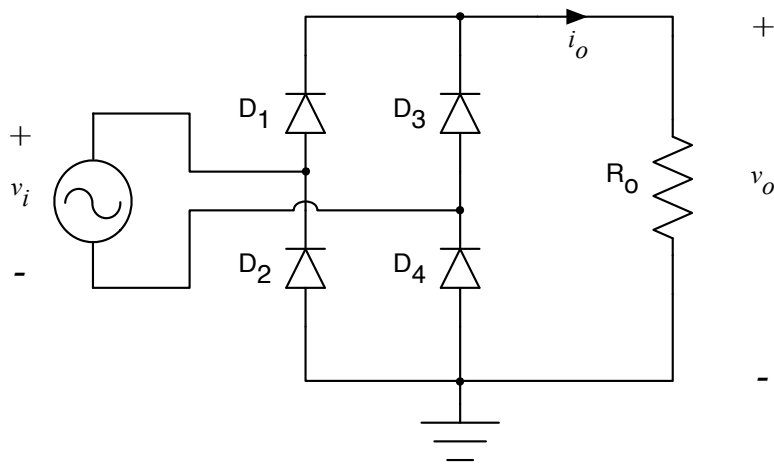 +
i_o
+
D_1
D_3
v_i
R_o
v_o
-
D_2
D_4
-